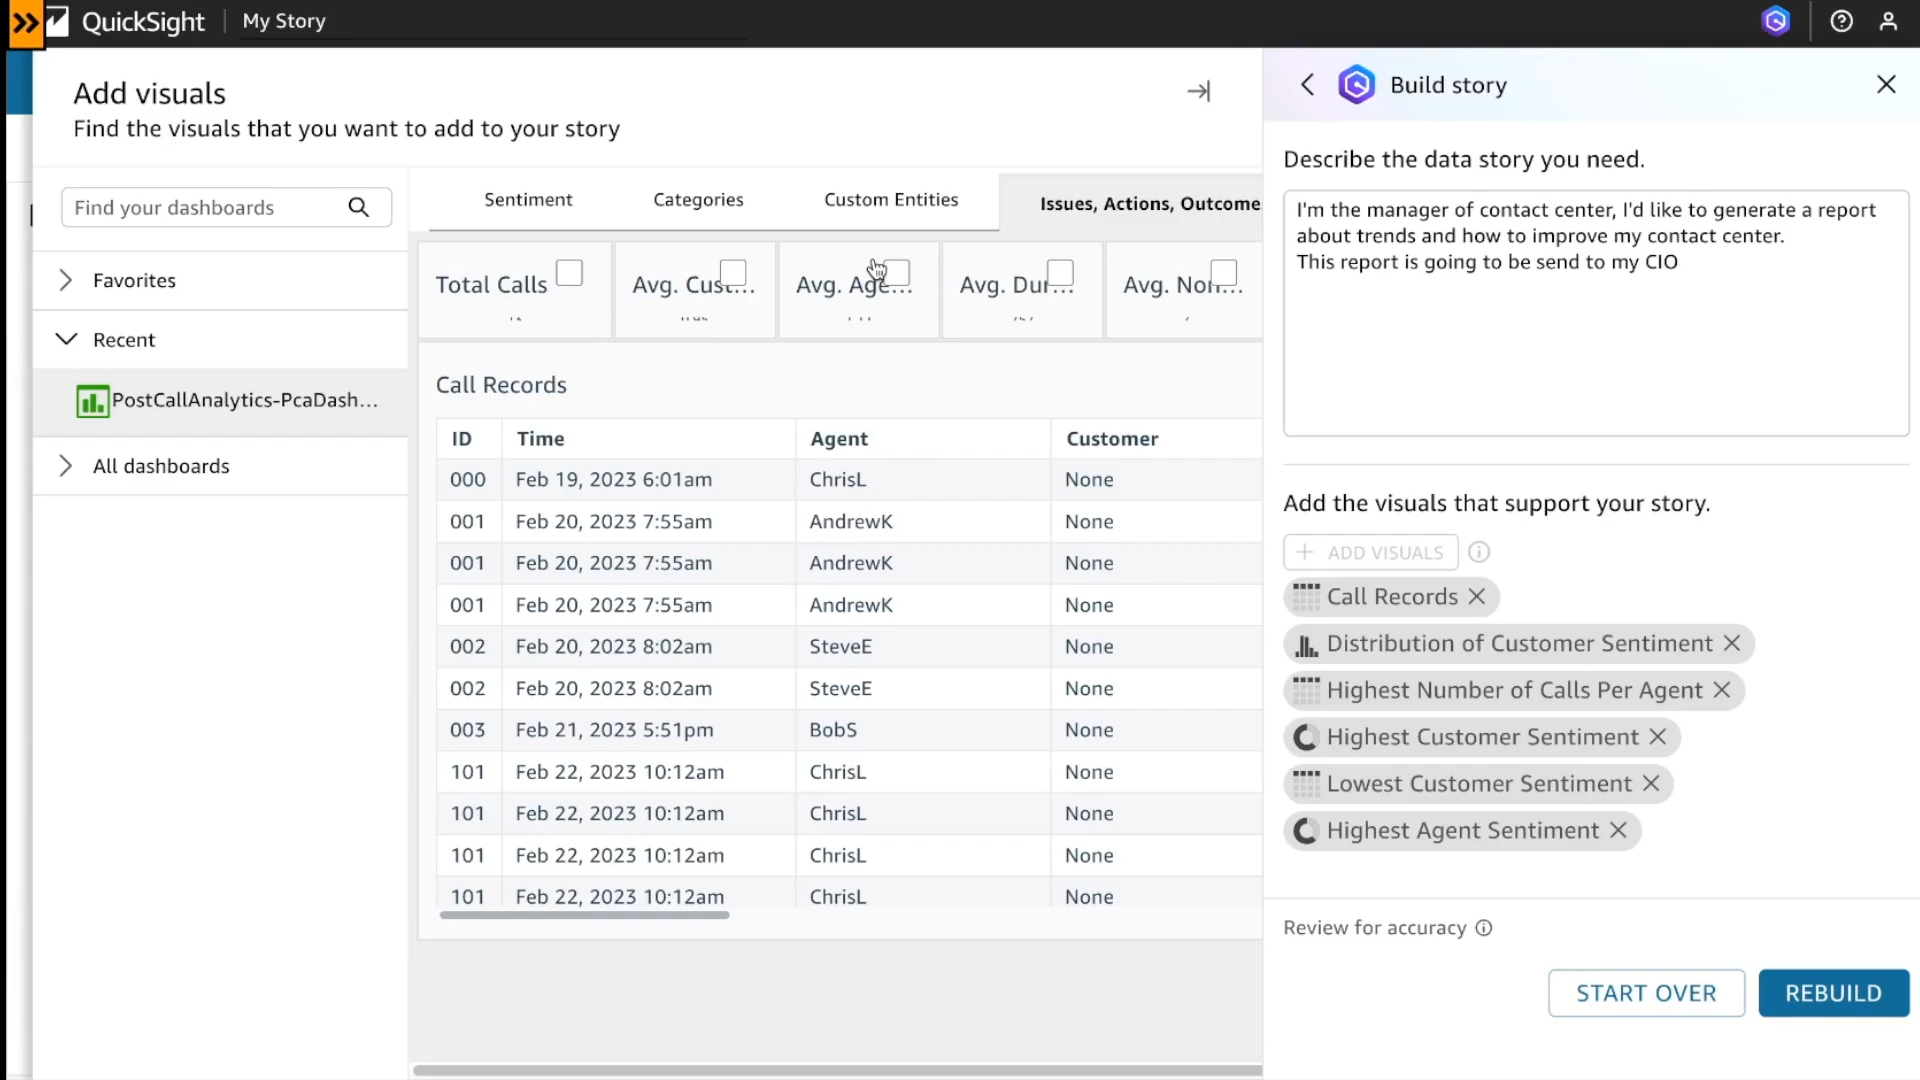 QuickSight
My Story
Add visuals
Find the visuals that you want to add to your story
Find your dashboards
Favorites
Recent
PostCallAnalytics-PcaDash...
All dashboards
Sentiment
Categories
Custom Entities
Issues, Actions, Outcome
Total Calls
Avg. Cust...
Avg. Age...
Avg. Dur...
Avg. Non...
Call Records
ID Time Agent Customer
000 Feb 19, 2023 6:01am ChrisL None
001 Feb 20, 2023 7:55am AndrewK None
001 Feb 20, 2023 7:55am AndrewK None
001 Feb 20, 2023 7:55am AndrewK None
002 Feb 20, 2023 8:02am SteveE None
002 Feb 20, 2023 8:02am SteveE None
003 Feb 21, 2023 5:51pm BobS None
101 Feb 22, 2023 10:12am ChrisL None
101 Feb 22, 2023 10:12am ChrisL None
101 Feb 22, 2023 10:12am ChrisL None
101 Feb 22, 2023 10:12am ChrisL None
Build story
Describe the data story you need.
I'm the manager of contact center, I'd like to generate a report
about trends and how to improve my contact center.
This report is going to be send to my CIO
Add the visuals that support your story.
ADD VISUALS
Call Records
Distribution of Customer Sentiment
Highest Number of Calls Per Agent
Highest Customer Sentiment
Lowest Customer Sentiment
Highest Agent Sentiment
Review for accuracy
START OVER
REBUILD